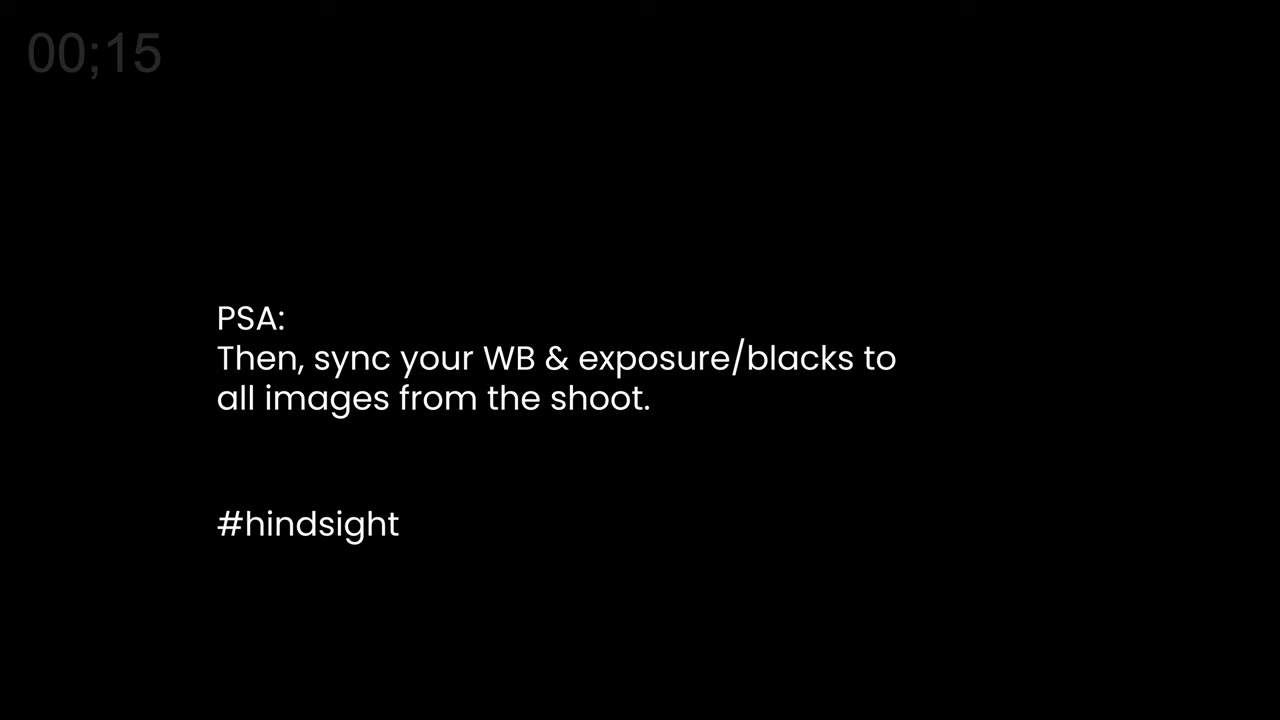 00;15
PSA:
Then, sync your WB & exposure/blacks to
all images from the shoot.
#hindsight